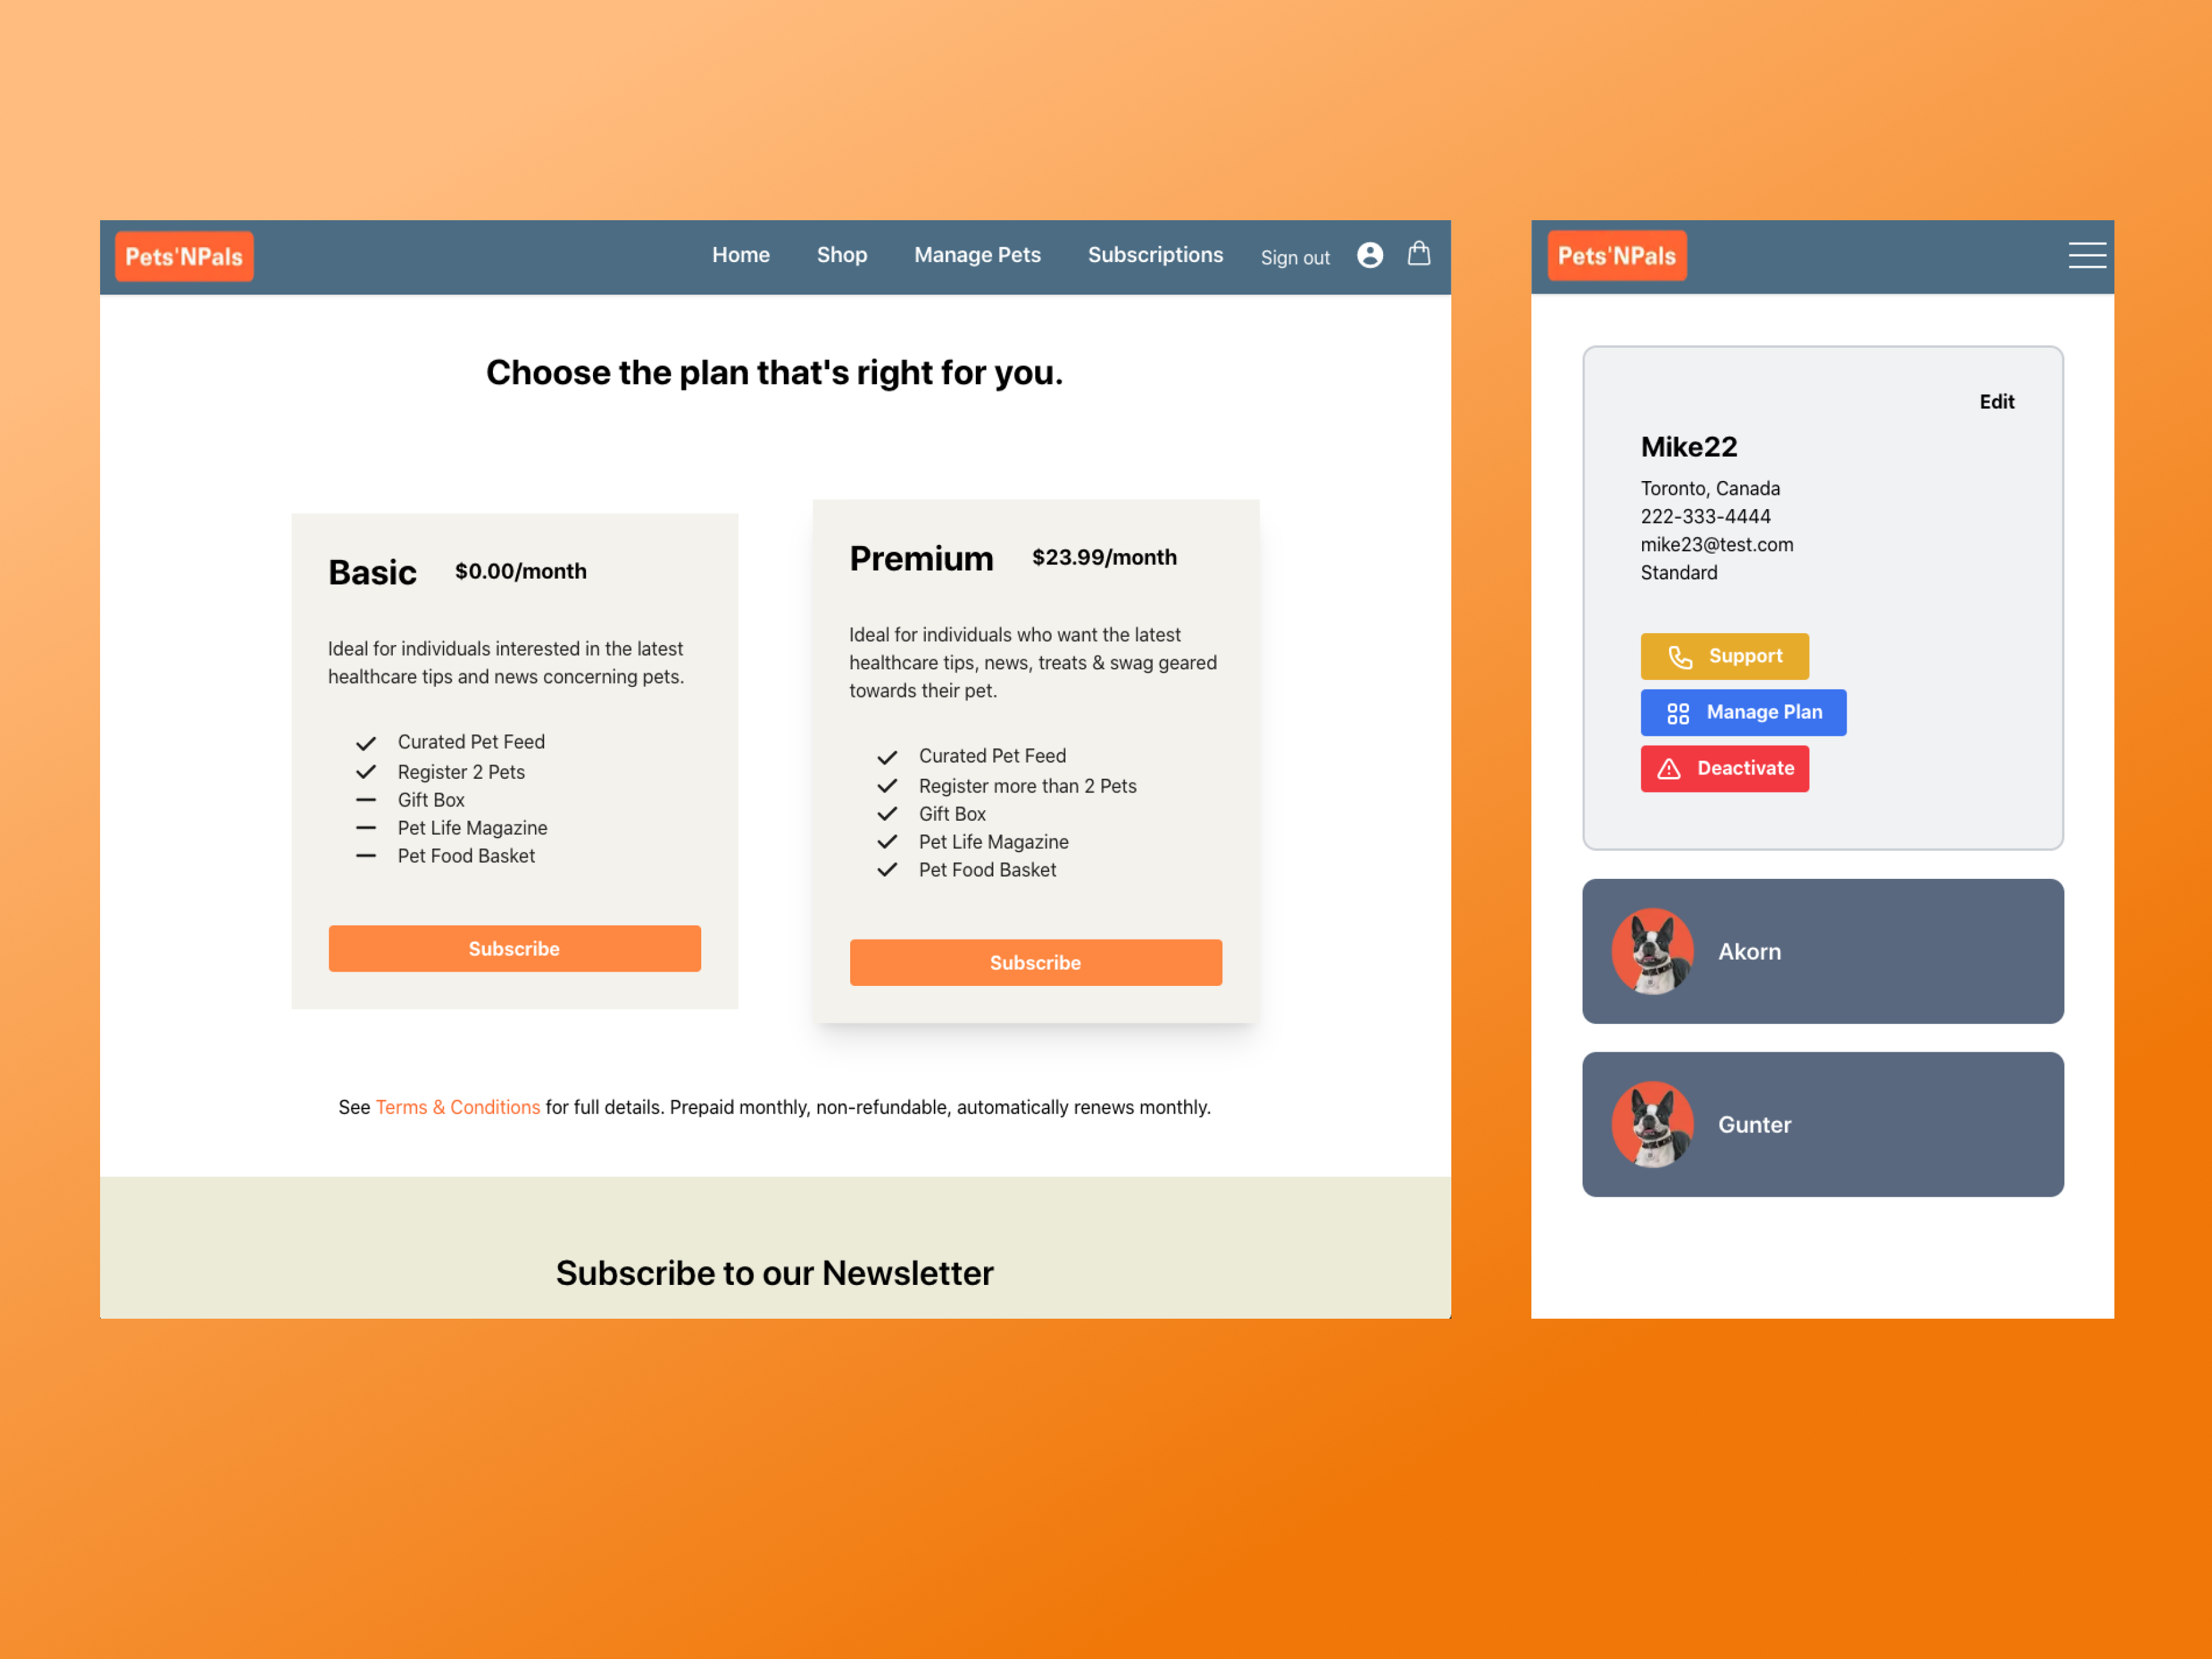 Pets'NPals
Home Shop Manage Pets Subscriptions Sign out
Choose the plan that's right for you.
Basic $0.00/month
Ideal for individuals interested in the latest
healthcare tips and news concerning pets.
Curated Pet Feed
Register 2 Pets
Gift Box
Pet Life Magazine
Pet Food Basket
Subscribe
Premium $23.99/month
Ideal for individuals who want the latest
healthcare tips, news, treats & swag geared
towards their pet.
Curated Pet Feed
Register more than 2 Pets
Gift Box
Pet Life Magazine
Pet Food Basket
Subscribe
See Terms & Conditions for full details. Prepaid monthly, non-refundable, automatically renews monthly.
Subscribe to our Newsletter
Pets'NPals
Edit
Mike22
Toronto, Canada
222-333-4444
mike23@test.com
Standard
Support
Manage Plan
Deactivate
Akorn
Gunter